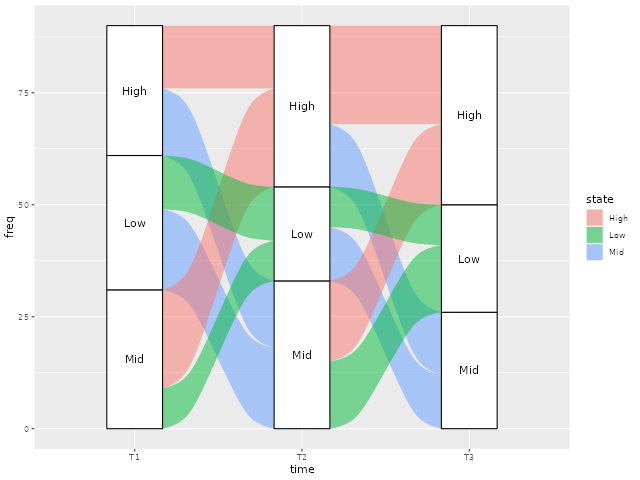 freq
75
50
25
0
High
Low
Mid
High
Low
Mid
High
Low
Mid
T1
T2
T3
time
state
High
Low
Mid